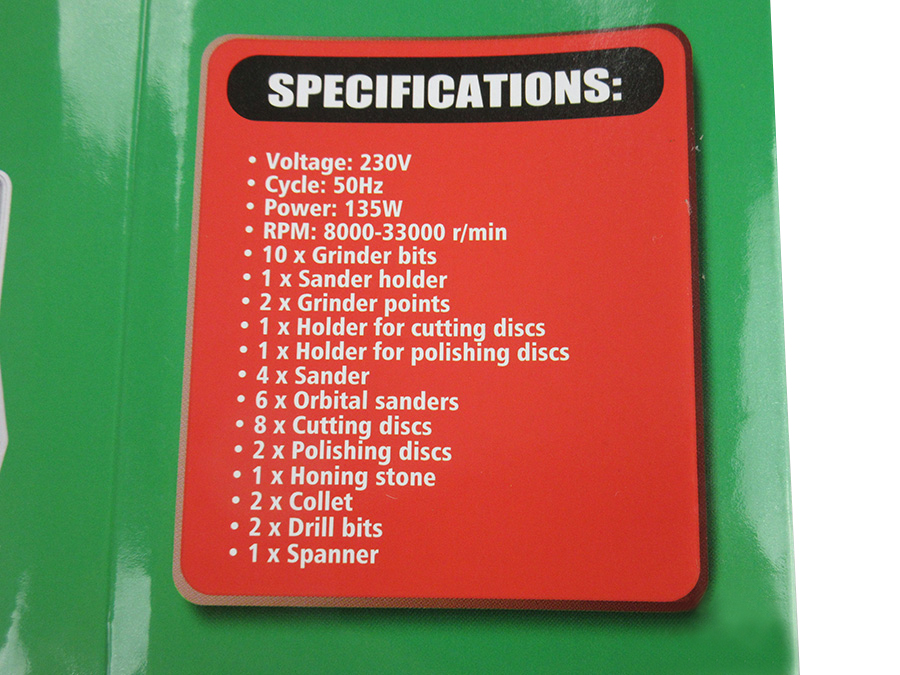 SPECIFICATIONS:
• Voltage: 230V
• Cycle: 50Hz
• Power: 135W
• RPM: 8000-33000 r/min
• 10 x Grinder bits
• 1 x Sander holder
• 2 x Grinder points
• 1 x Holder for cutting discs
• 1 x Holder for polishing discs
• 4 x Sander
• 6 x Orbital sanders
• 8 x Cutting discs
• 2 x Polishing discs
• 1 x Honing stone
• 2 x Collet
• 2 x Drill bits
• 1 x Spanner